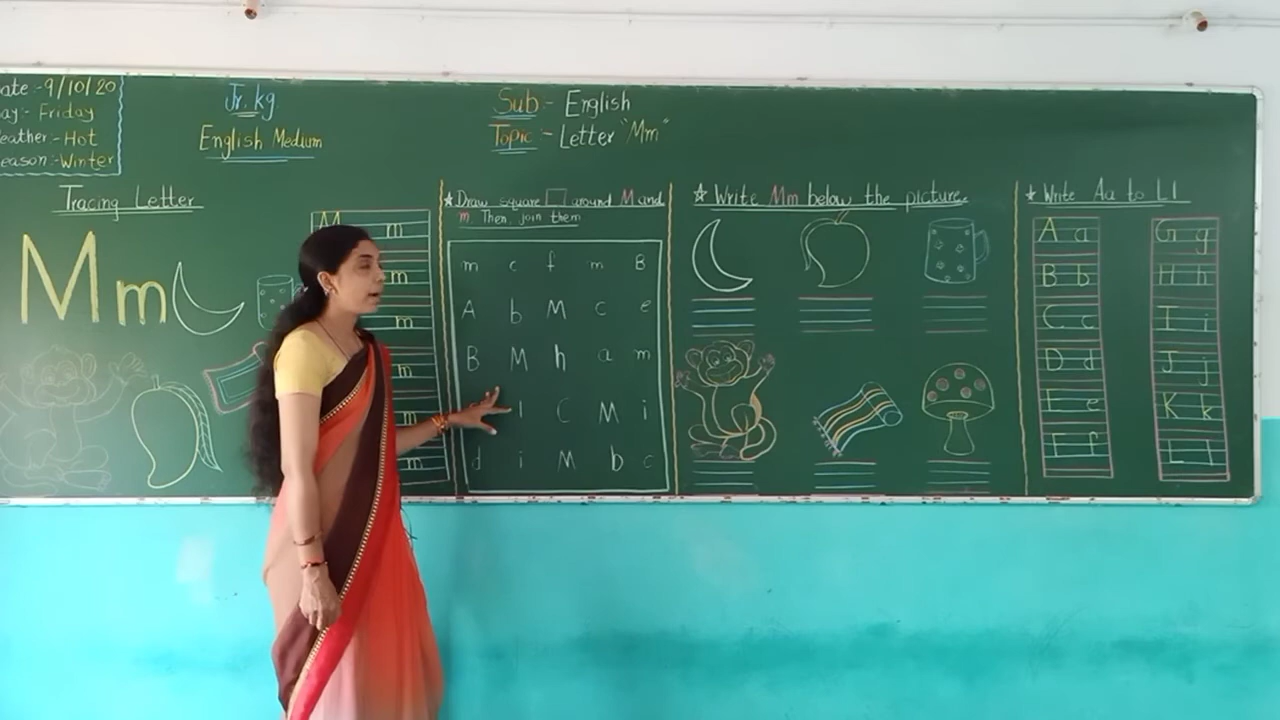 ate :- 9/10/20
ay:- Friday
eather:- Hot
eason:- Winter
Jr. kg.
English Medium
Sub :- English
Topic :- Letter "Mm"
Tracing Letter
Mm
M
m
m
m
m
m
m
☆ Draw square □ around M and
m Then, join them
m c f m B
A b M c e
B M h a m
l C M i
d i M b c
☆ Write Mm below the picture.
☆ Write Aa to Ll
A a
B b
C c
D d
E e
F f
G g
H h
I i
J j
K k
L l